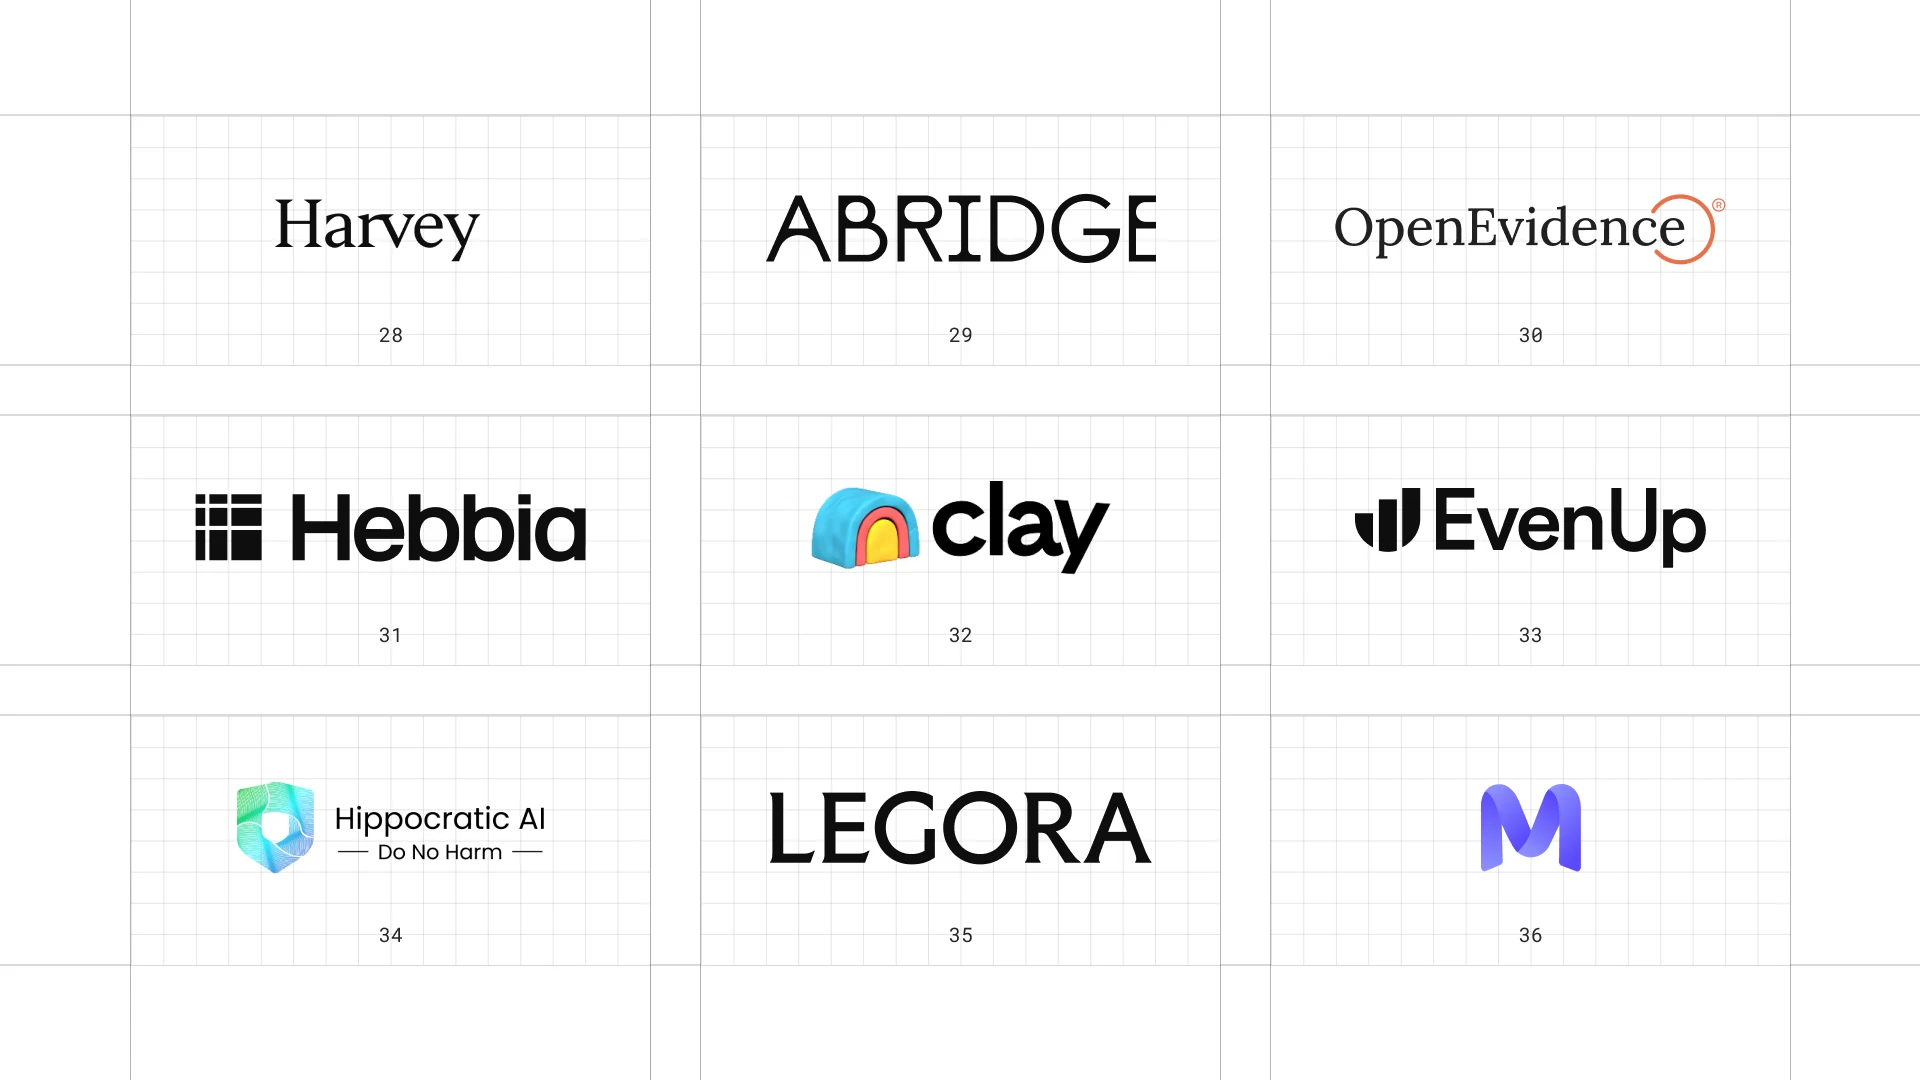 Harvey
ABRIDGE
OpenEvidence®
28
29
30
Hebbia
clay
EvenUp
31
32
33
Hippocratic AI
Do No Harm
LEGORA
M
34
35
36